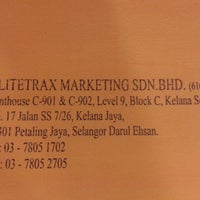 LITETRAX MARKETING SDN.BHD. (616
nthouse C-901 & C-902, Level 9, Block C, Kelana S
. 17 Jalan SS 7/26, Kelana Jaya,
301 Petaling Jaya, Selangor Darul Ehsan.
: 03 - 7805 1702
: 03 - 7805 2705